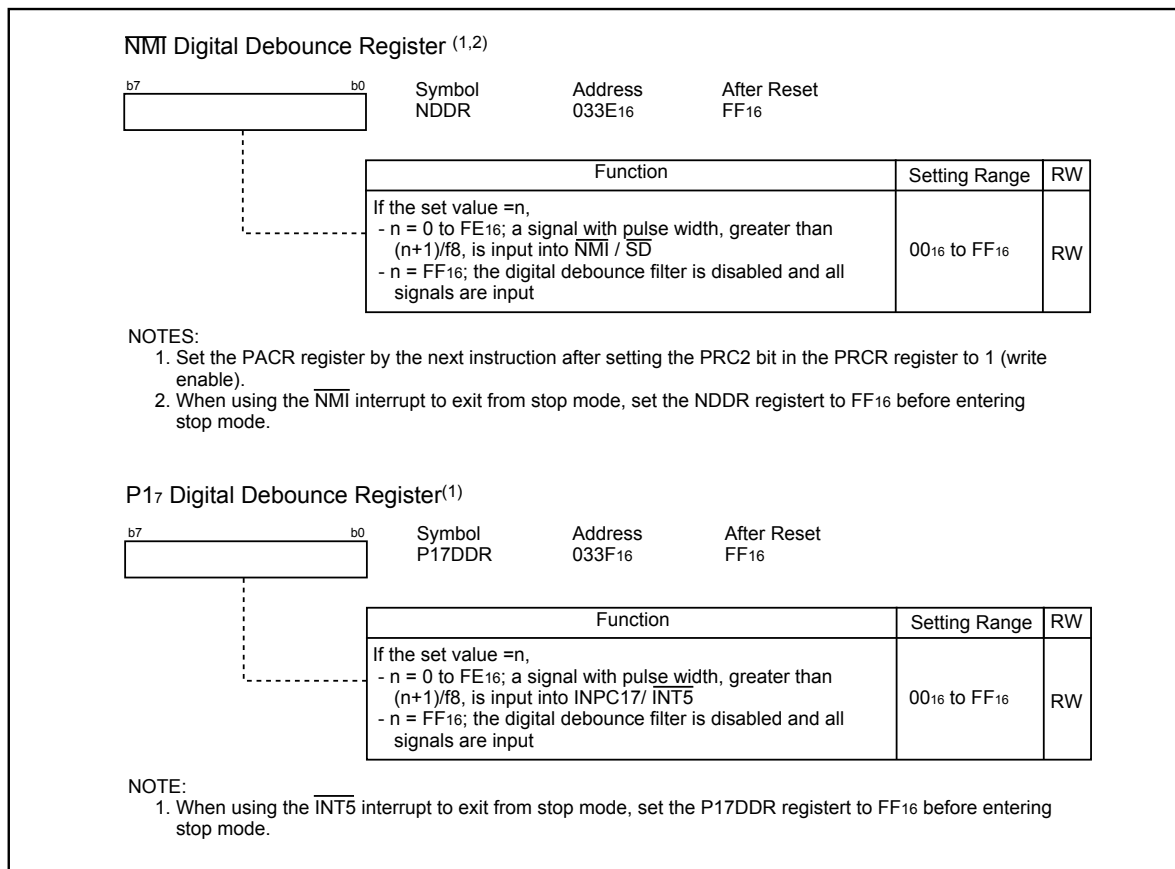 NMI Digital Debounce Register (1,2)
b7 b0 Symbol Address After Reset
NDDR 033E16 FF16
Function Setting Range RW
If the set value =n,
- n = 0 to FE16; a signal with pulse width, greater than
(n+1)/f8, is input into NMI / SD
- n = FF16; the digital debounce filter is disabled and all
signals are input
0016 to FF16 RW
NOTES:
1. Set the PACR register by the next instruction after setting the PRC2 bit in the PRCR register to 1 (write
enable).
2. When using the NMI interrupt to exit from stop mode, set the NDDR registert to FF16 before entering
stop mode.
P17 Digital Debounce Register(1)
b7 b0 Symbol Address After Reset
P17DDR 033F16 FF16
Function Setting Range RW
If the set value =n,
- n = 0 to FE16; a signal with pulse width, greater than
(n+1)/f8, is input into INPC17/ INT5
- n = FF16; the digital debounce filter is disabled and all
signals are input
0016 to FF16 RW
NOTE:
1. When using the INT5 interrupt to exit from stop mode, set the P17DDR registert to FF16 before entering
stop mode.